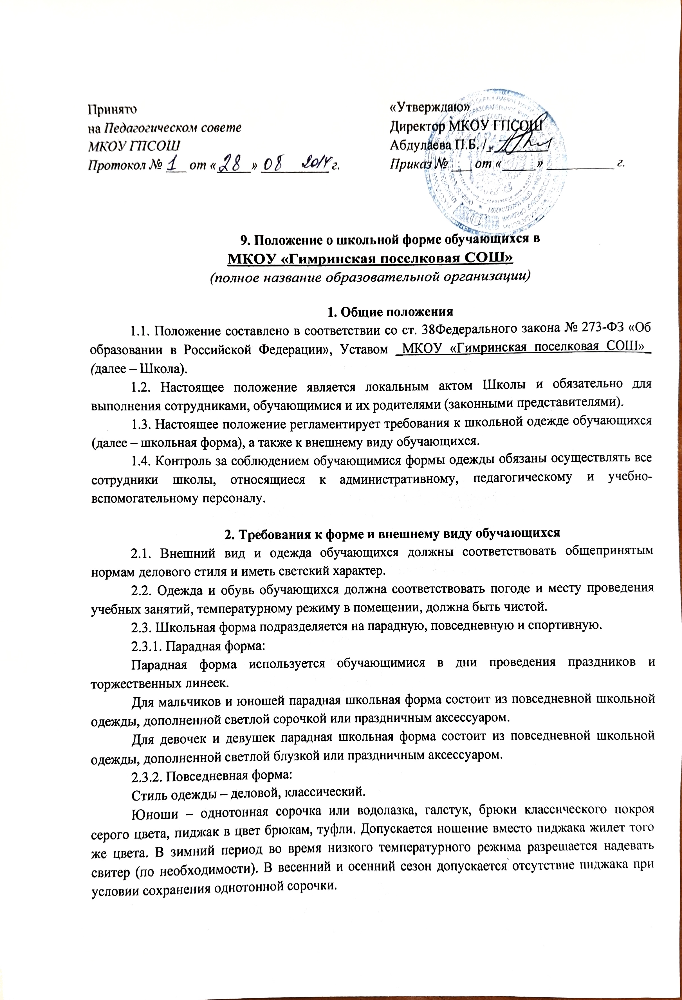 Принято
на Педагогическом совете
МКОУ ГПСОШ
Протокол № 1 от «28» 08 2014 г.
«Утверждаю»
Директор МКОУ ГПСОШ
Абдулаева П.Б. /
Приказ № ___ от «_____» __________ г.
9. Положение о школьной форме обучающихся в
МКОУ «Гимринская поселковая СОШ»
(полное название образовательной организации)
1. Общие положения
1.1. Положение составлено в соответствии со ст. 38Федерального закона № 273-ФЗ «Об
образовании в Российской Федерации», Уставом _МКОУ «Гимринская поселковая СОШ»_
(далее – Школа).
1.2. Настоящее положение является локальным актом Школы и обязательно для
выполнения сотрудниками, обучающимися и их родителями (законными представителями).
1.3. Настоящее положение регламентирует требования к школьной одежде обучающихся
(далее – школьная форма), а также к внешнему виду обучающихся.
1.4. Контроль за соблюдением обучающимися формы одежды обязаны осуществлять все
сотрудники школы, относящиеся к административному, педагогическому и учебно-
вспомогательному персоналу.
2. Требования к форме и внешнему виду обучающихся
2.1. Внешний вид и одежда обучающихся должны соответствовать общепринятым
нормам делового стиля и иметь светский характер.
2.2. Одежда и обувь обучающихся должна соответствовать погоде и месту проведения
учебных занятий, температурному режиму в помещении, должна быть чистой.
2.3. Школьная форма подразделяется на парадную, повседневную и спортивную.
2.3.1. Парадная форма:
Парадная форма используется обучающимися в дни проведения праздников и
торжественных линеек.
Для мальчиков и юношей парадная школьная форма состоит из повседневной школьной
одежды, дополненной светлой сорочкой или праздничным аксессуаром.
Для девочек и девушек парадная школьная форма состоит из повседневной школьной
одежды, дополненной светлой блузкой или праздничным аксессуаром.
2.3.2. Повседневная форма:
Стиль одежды – деловой, классический.
Юноши – однотонная сорочка или водолазка, галстук, брюки классического покроя
серого цвета, пиджак в цвет брюкам, туфли. Допускается ношение вместо пиджака жилет того
же цвета. В зимний период во время низкого температурного режима разрешается надевать
свитер (по необходимости). В весенний и осенний сезон допускается отсутствие пиджака при
условии сохранения однотонной сорочки.